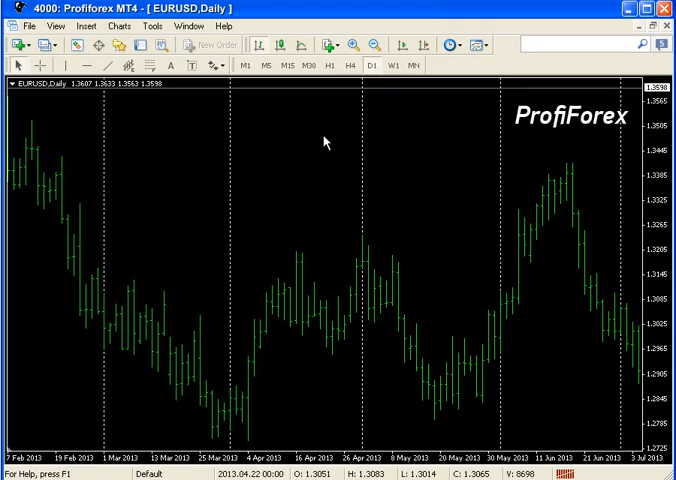 4000: Profiforex MT4 - [ EURUSD,Daily ]
File View Insert Charts Tools Window Help
New Order 5
A T M1 M5 M15 M30 H1 H4 D1 W1 MN
EURUSD,Daily 1.3607 1.3633 1.3563 1.3598
1.3598
ProfiForex
1.3565
1.3505
1.3445
1.3385
1.3325
1.3265
1.3205
1.3145
1.3085
1.3025
1.2965
1.2905
1.2845
1.2785
1.2725
7 Feb 2013 19 Feb 2013 1 Mar 2013 13 Mar 2013 25 Mar 2013 4 Apr 2013 16 Apr 2013 26 Apr 2013 8 May 2013 20 May 2013 30 May 2013 11 Jun 2013 21 Jun 2013 3 Jul 2013
For Help, press F1 Default 2013.04.22 00:00 O: 1.3051 H: 1.3083 L: 1.3014 C: 1.3065 V: 8698